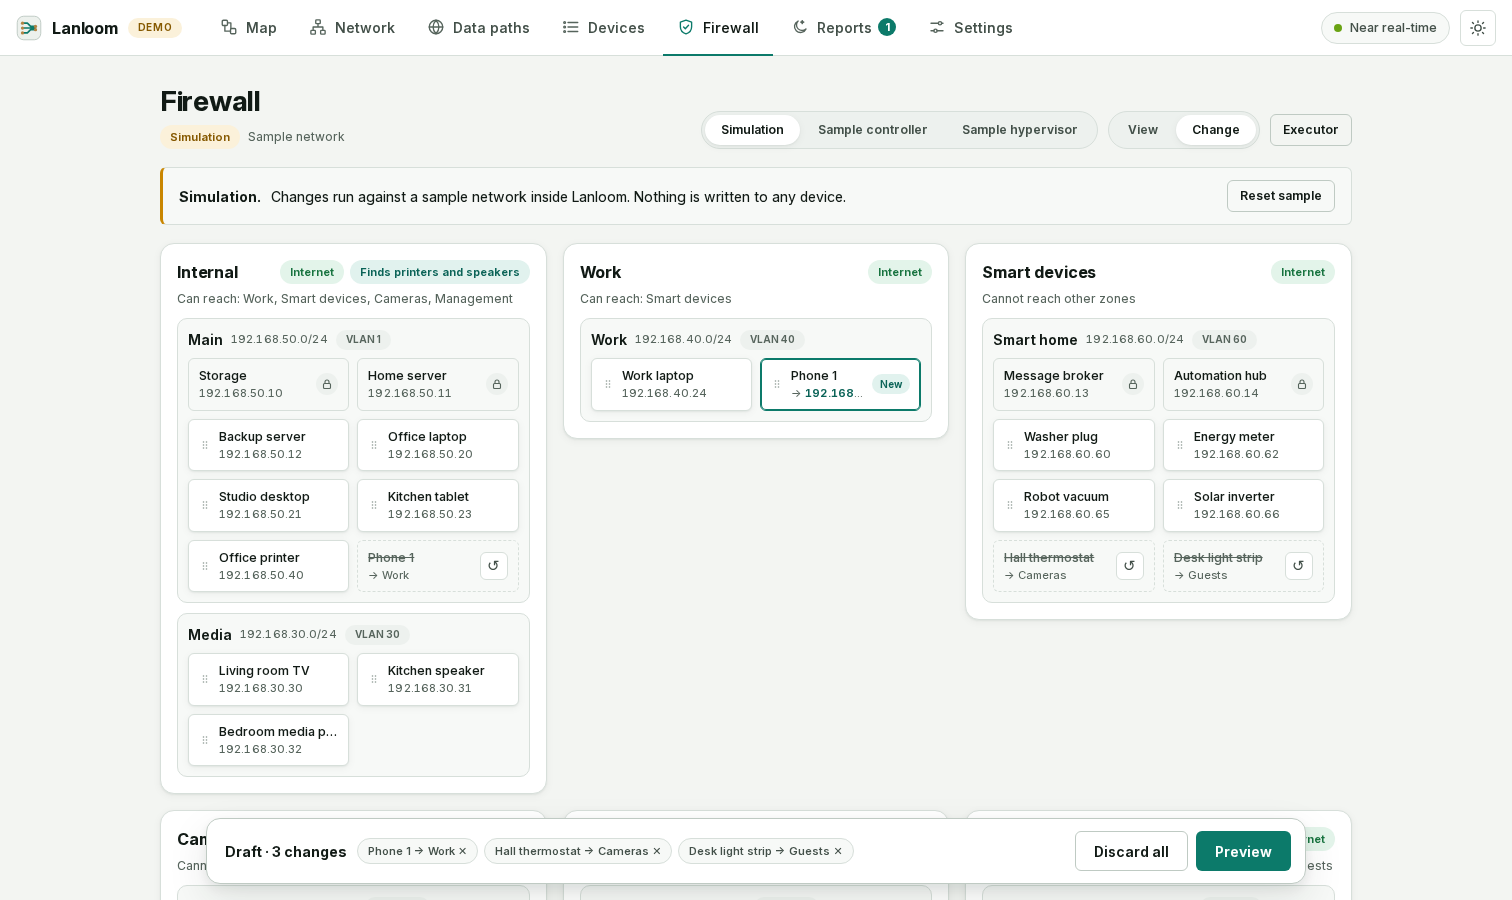 Lanloom DEMO Map Network Data paths Devices Firewall Reports 1 Settings Near real-time
Firewall
Simulation Sample network
Simulation Sample controller Sample hypervisor View Change Executor
Simulation. Changes run against a sample network inside Lanloom. Nothing is written to any device. Reset sample
Internal Internet Finds printers and speakers
Can reach: Work, Smart devices, Cameras, Management
Main 192.168.50.0/24 VLAN 1
Storage
192.168.50.10
Home server
192.168.50.11
Backup server
192.168.50.12
Office laptop
192.168.50.20
Studio desktop
192.168.50.21
Kitchen tablet
192.168.50.23
Office printer
192.168.50.40
Phone 1
→ Work
Media 192.168.30.0/24 VLAN 30
Living room TV
192.168.30.30
Kitchen speaker
192.168.30.31
Bedroom media p…
192.168.30.32
Work Internet
Can reach: Smart devices
Work 192.168.40.0/24 VLAN 40
Work laptop
192.168.40.24
Phone 1
→ 192.168… New
Smart devices Internet
Cannot reach other zones
Smart home 192.168.60.0/24 VLAN 60
Message broker
192.168.60.13
Automation hub
192.168.60.14
Washer plug
192.168.60.60
Energy meter
192.168.60.62
Robot vacuum
192.168.60.65
Solar inverter
192.168.60.66
Hall thermostat
→ Cameras
Desk light strip
→ Guests
Draft · 3 changes Phone 1 → Work × Hall thermostat → Cameras × Desk light strip → Guests × Discard all Preview